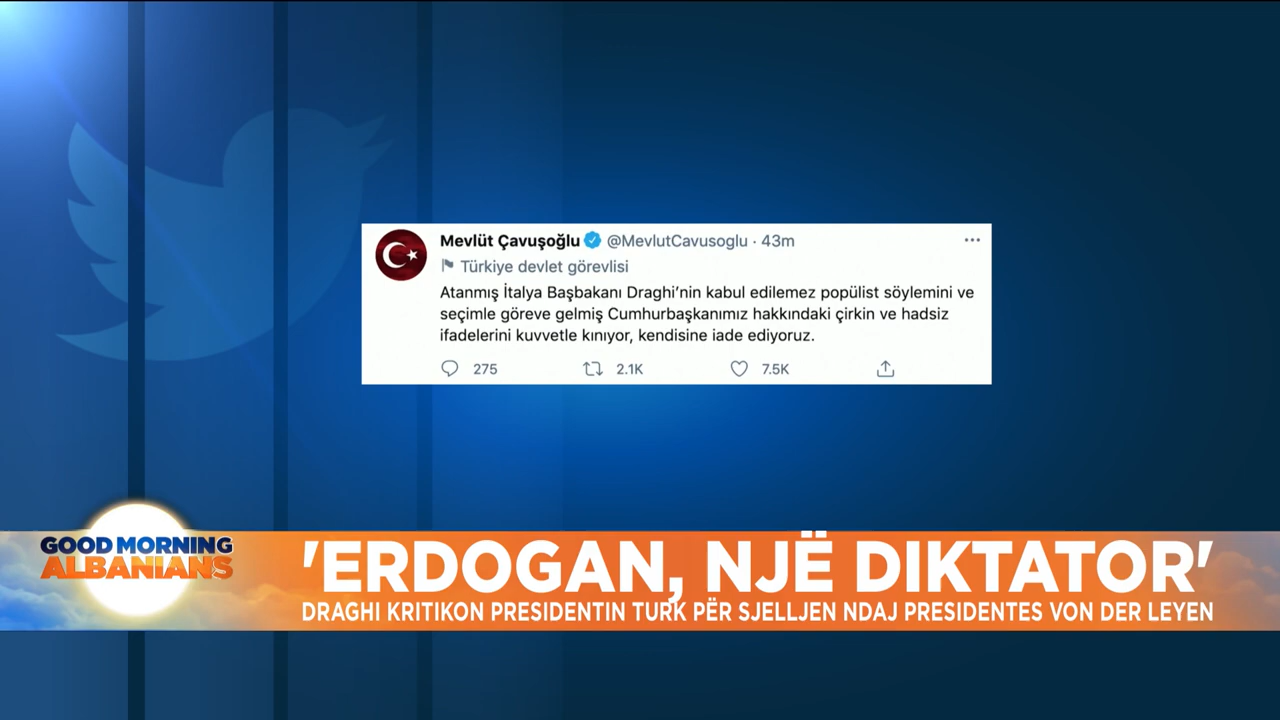 Mevlüt Çavuşoğlu @MevlutCavusoglu · 43m
Türkiye devlet görevlisi
Atanmış İtalya Başbakanı Draghi’nin kabul edilemez popülist söylemini ve
seçimle göreve gelmiş Cumhurbaşkanımız hakkındaki çirkin ve hadsiz
ifadelerini kuvvetle kınıyor, kendisine iade ediyoruz.
275 2.1K 7.5K
GOOD MORNING
ALBANIANS
'ERDOGAN, NJË DIKTATOR'
DRAGHI KRITIKON PRESIDENTIN TURK PËR SJELLJEN NDAJ PRESIDENTES VON DER LEYEN